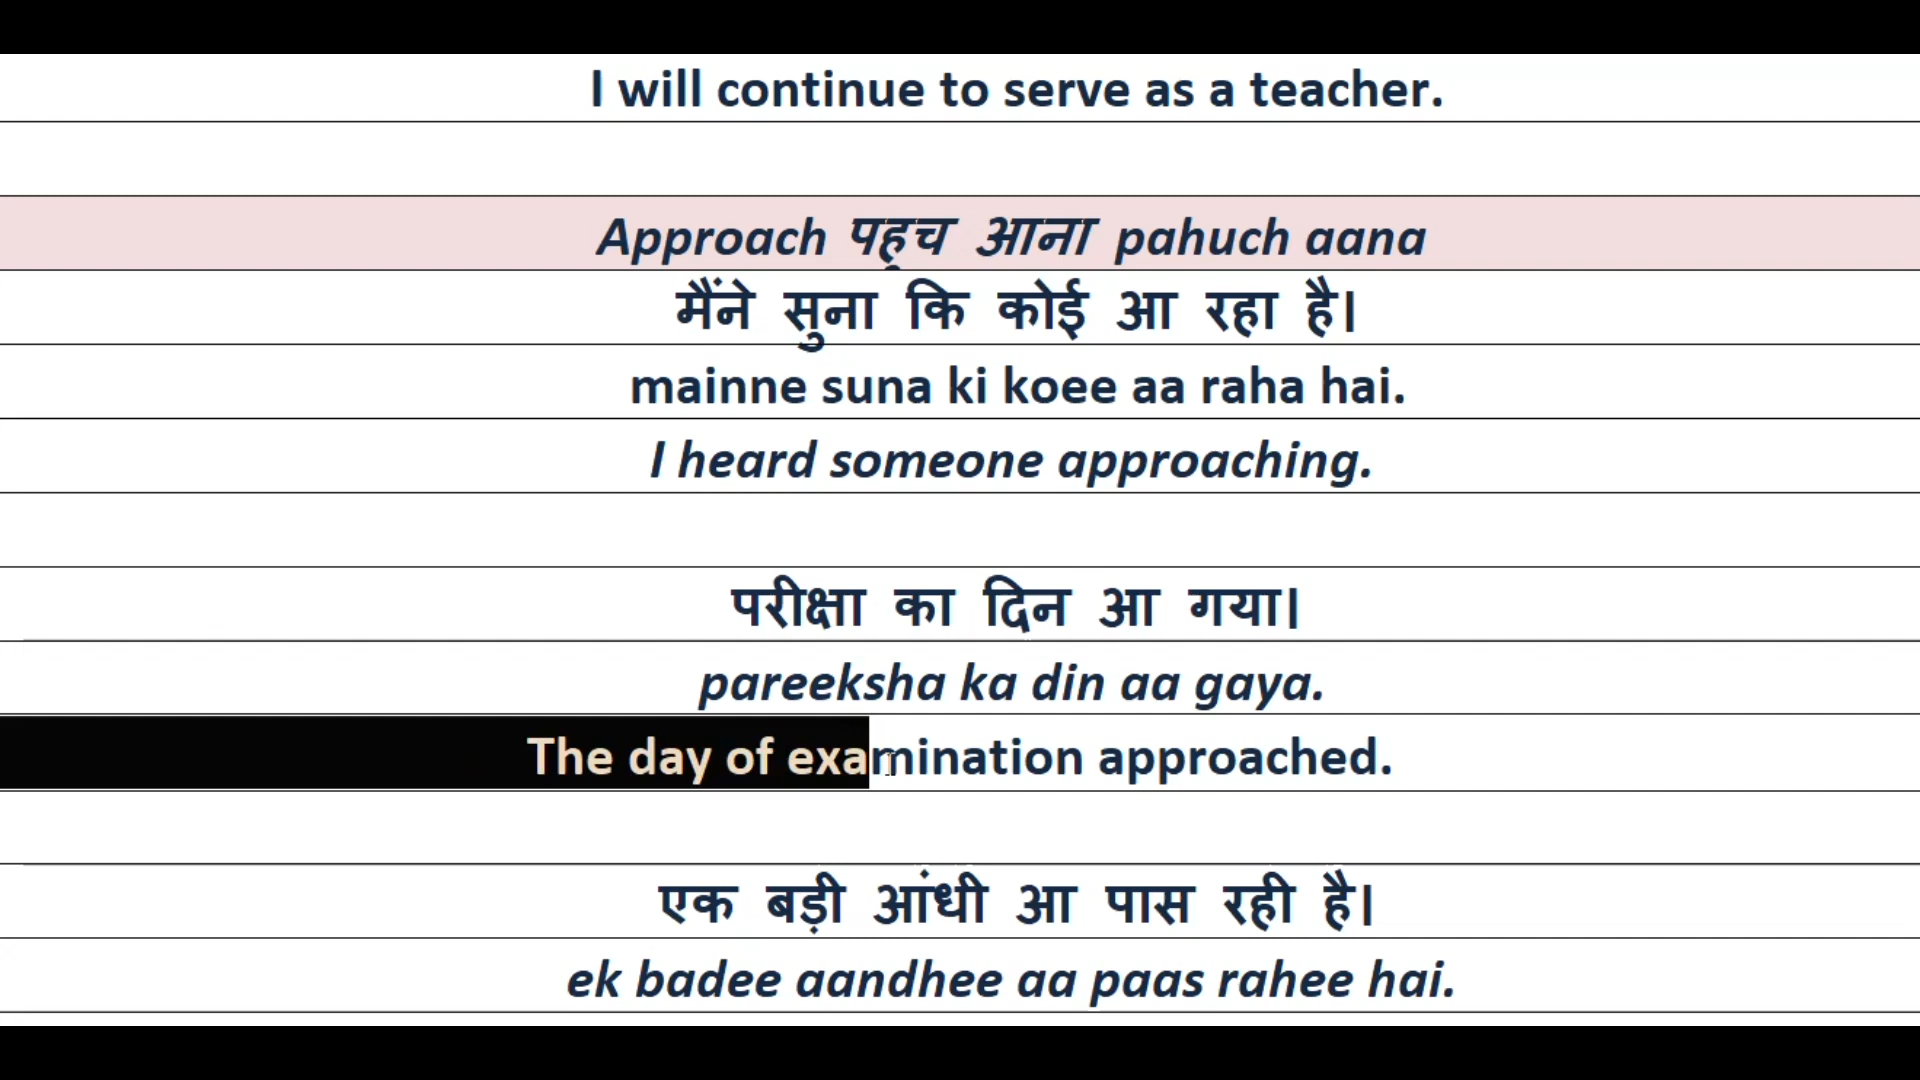 I will continue to serve as a teacher.
Approach पहूच आना pahuch aana
मैंने सुना कि कोई आ रहा है।
mainne suna ki koee aa raha hai.
I heard someone approaching.
परीक्षा का दिन आ गया।
pareeksha ka din aa gaya.
The day of examination approached.
एक बड़ी आंधी आ पास रही है।
ek badee aandhee aa paas rahee hai.